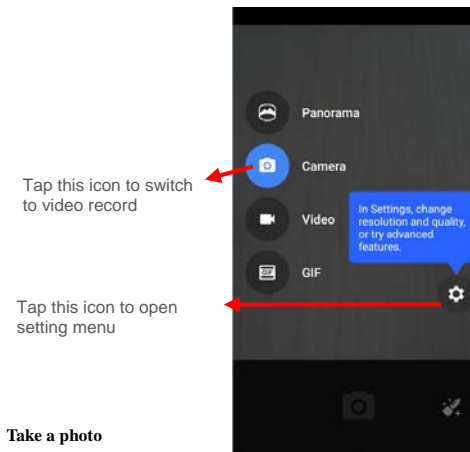 Panorama
Camera
Tap this icon to switch
to video record
Video
In Settings, change
resolution and quality,
or try advanced
features.
GIF
GIF
Tap this icon to open
setting menu
Take a photo